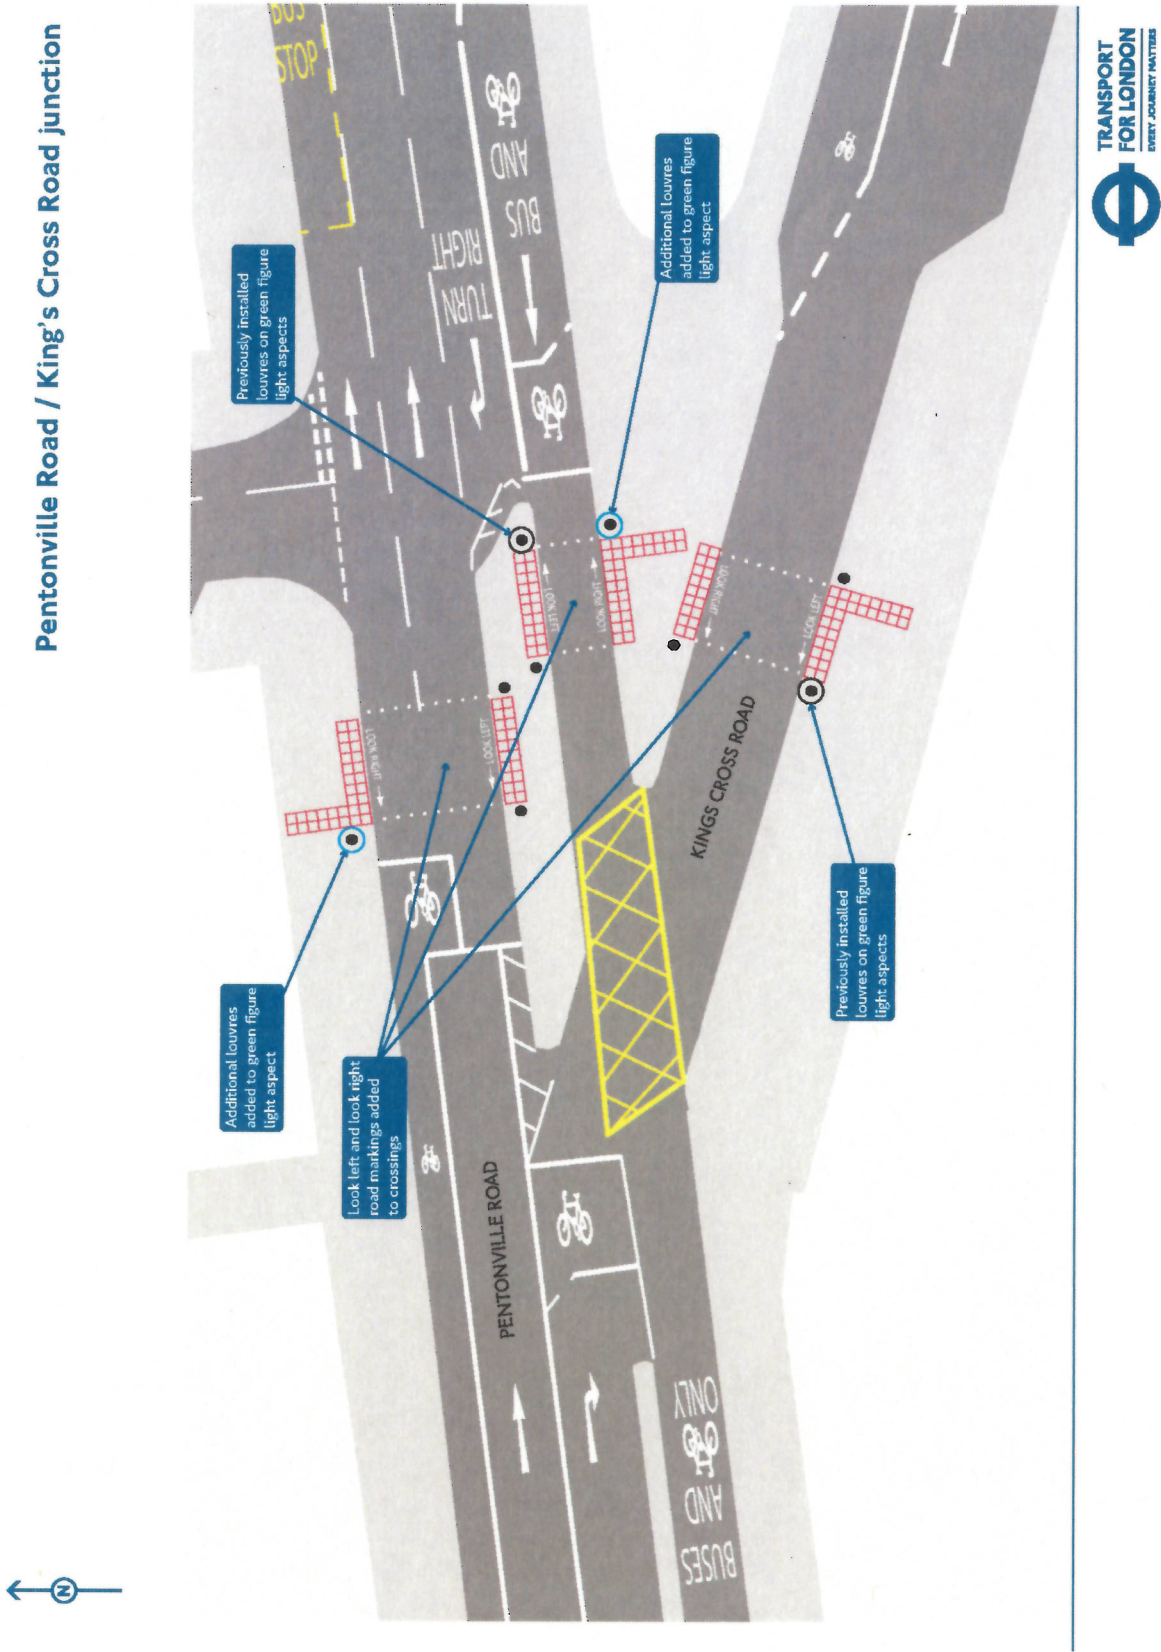 Pentonville Road / King's Cross Road junction
N
BUS
STOP
TURN
RIGHT
BUS
AND
Previously installed
louvres on green figure
light aspects
Additional louvres
added to green figure
light aspect
Additional louvres
added to green figure
light aspect
Look left and look right
road markings added
to crossings
LOOK RIGHT
LOOK LEFT
LOOK LEFT
LOOK RIGHT
LOOK RIGHT
LOOK LEFT
PENTONVILLE ROAD
KINGS CROSS ROAD
Previously installed
louvres on green figure
light aspects
BUSES
AND
ONLY
TRANSPORT
FOR LONDON
EVERY JOURNEY MATTERS